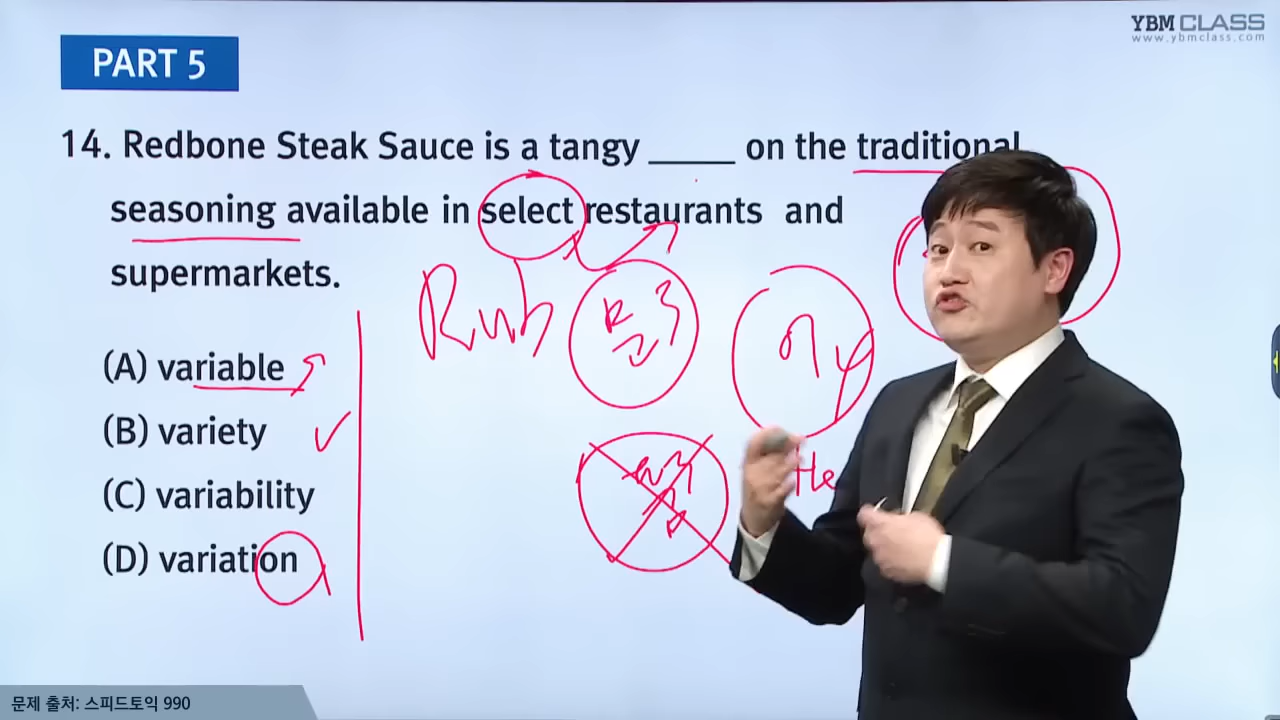 YBM CLASS
www.ybmclass.com
PART 5
14. Redbone Steak Sauce is a tangy _____ on the traditional
seasoning available in select restaurants and
supermarkets.
Rub
(A) variable
(B) variety
(C) variability
(D) variation
He
문제 출처: 스피드토익 990